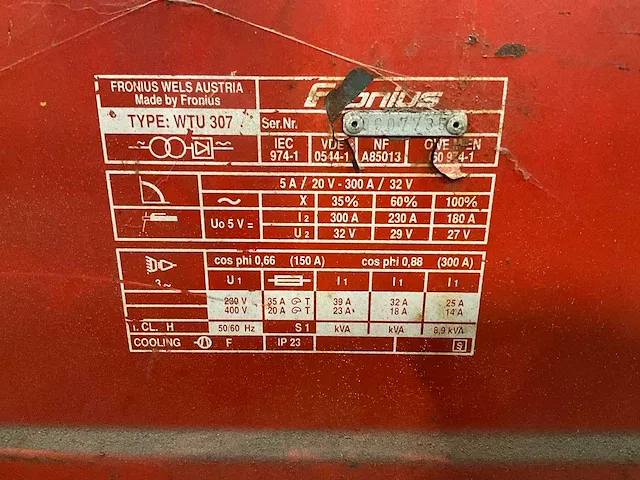 FRONIUS WELS AUSTRIA
Made by Fronius
Fronius
TYPE: WTU 307
Ser.Nr.
IEC 974-1
VDE 0544-1
NF A85013
5 A / 20 V - 300 A / 32 V
X 35% 60% 100%
Uo 5 V =
I2 300 A 230 A 180 A
U2 32 V 29 V 27 V
cos phi 0,66 (150 A) cos phi 0,88 (300 A)
3~ U1 I1 I1 I1
230 V 35 A T 39 A 32 A 25 A
400 V 20 A T 23 A 18 A 14 A
I. CL. H 50/60 Hz S1 kVA kVA 8,9 kVA
COOLING F IP 23 S